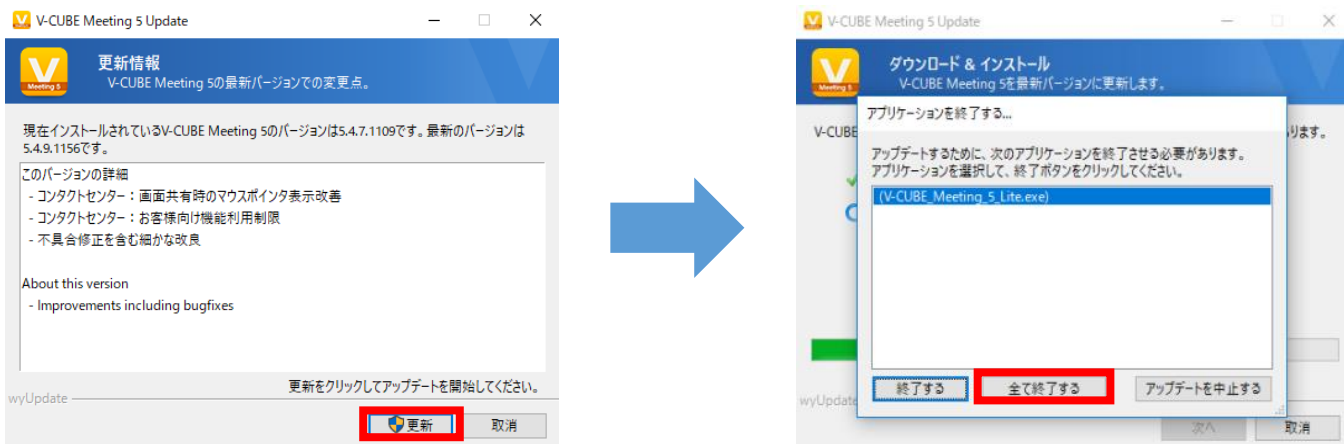 V-CUBE Meeting 5 Update
更新情報
V-CUBE Meeting 5の最新バージョンでの変更点。
Meeting 5
現在インストールされているV-CUBE Meeting 5のバージョンは5.4.7.1109です。最新のバージョンは
5.4.9.1156です。
このバージョンの詳細
- コンタクトセンター：画面共有時のマウスポインタ表示改善
- コンタクトセンター：お客様向け機能利用制限
- 不具合修正を含む細かな改良
About this version
- Improvements including bugfixes
更新をクリックしてアップデートを開始してください。
wyUpdate
更新
取消
V-CUBE Meeting 5 Update
ダウンロード & インストール
V-CUBE Meeting 5を最新バージョンに更新します。
Meeting 5
V-CUBE
ります。
アプリケーションを終了する...
アップデートするために、次のアプリケーションを終了させる必要があります。
アプリケーションを選択して、終了ボタンをクリックしてください。
(V-CUBE_Meeting_5_Lite.exe)
終了する
全て終了する
アップデートを中止する
wyUpdate
次へ
取消